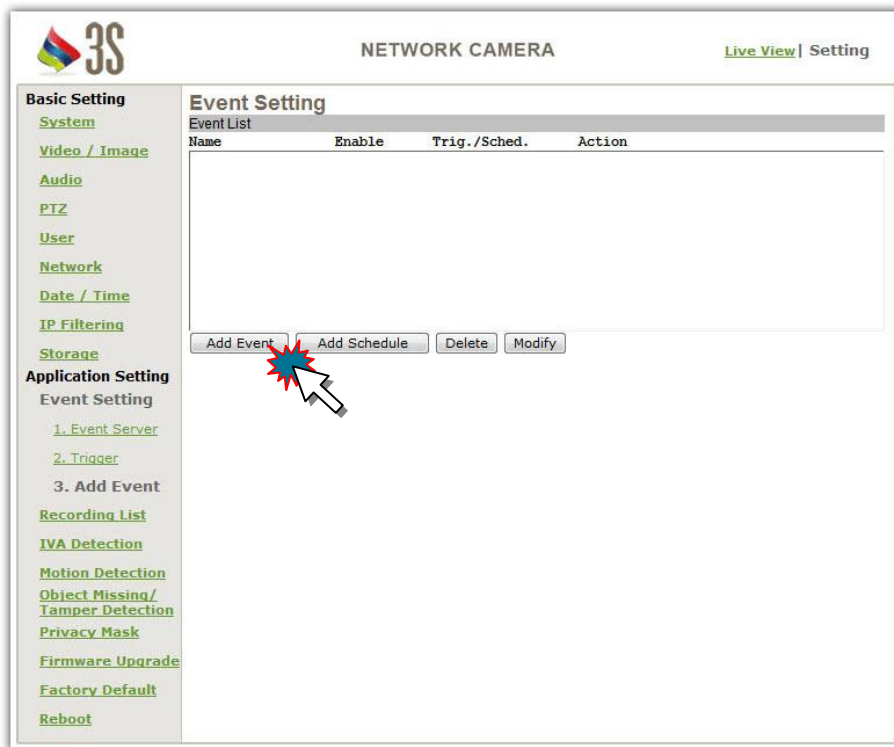 3S
NETWORK CAMERA
Live View| Setting
Basic Setting
System
Video / Image
Audio
PTZ
User
Network
Date / Time
IP Filtering
Storage
Application Setting
Event Setting
1. Event Server
2. Trigger
3. Add Event
Recording List
IVA Detection
Motion Detection
Object Missing/
Tamper Detection
Privacy Mask
Firmware Upgrade
Factory Default
Reboot
Event Setting
Event List
Name Enable Trig./Sched. Action
Add Event Add Schedule Delete Modify